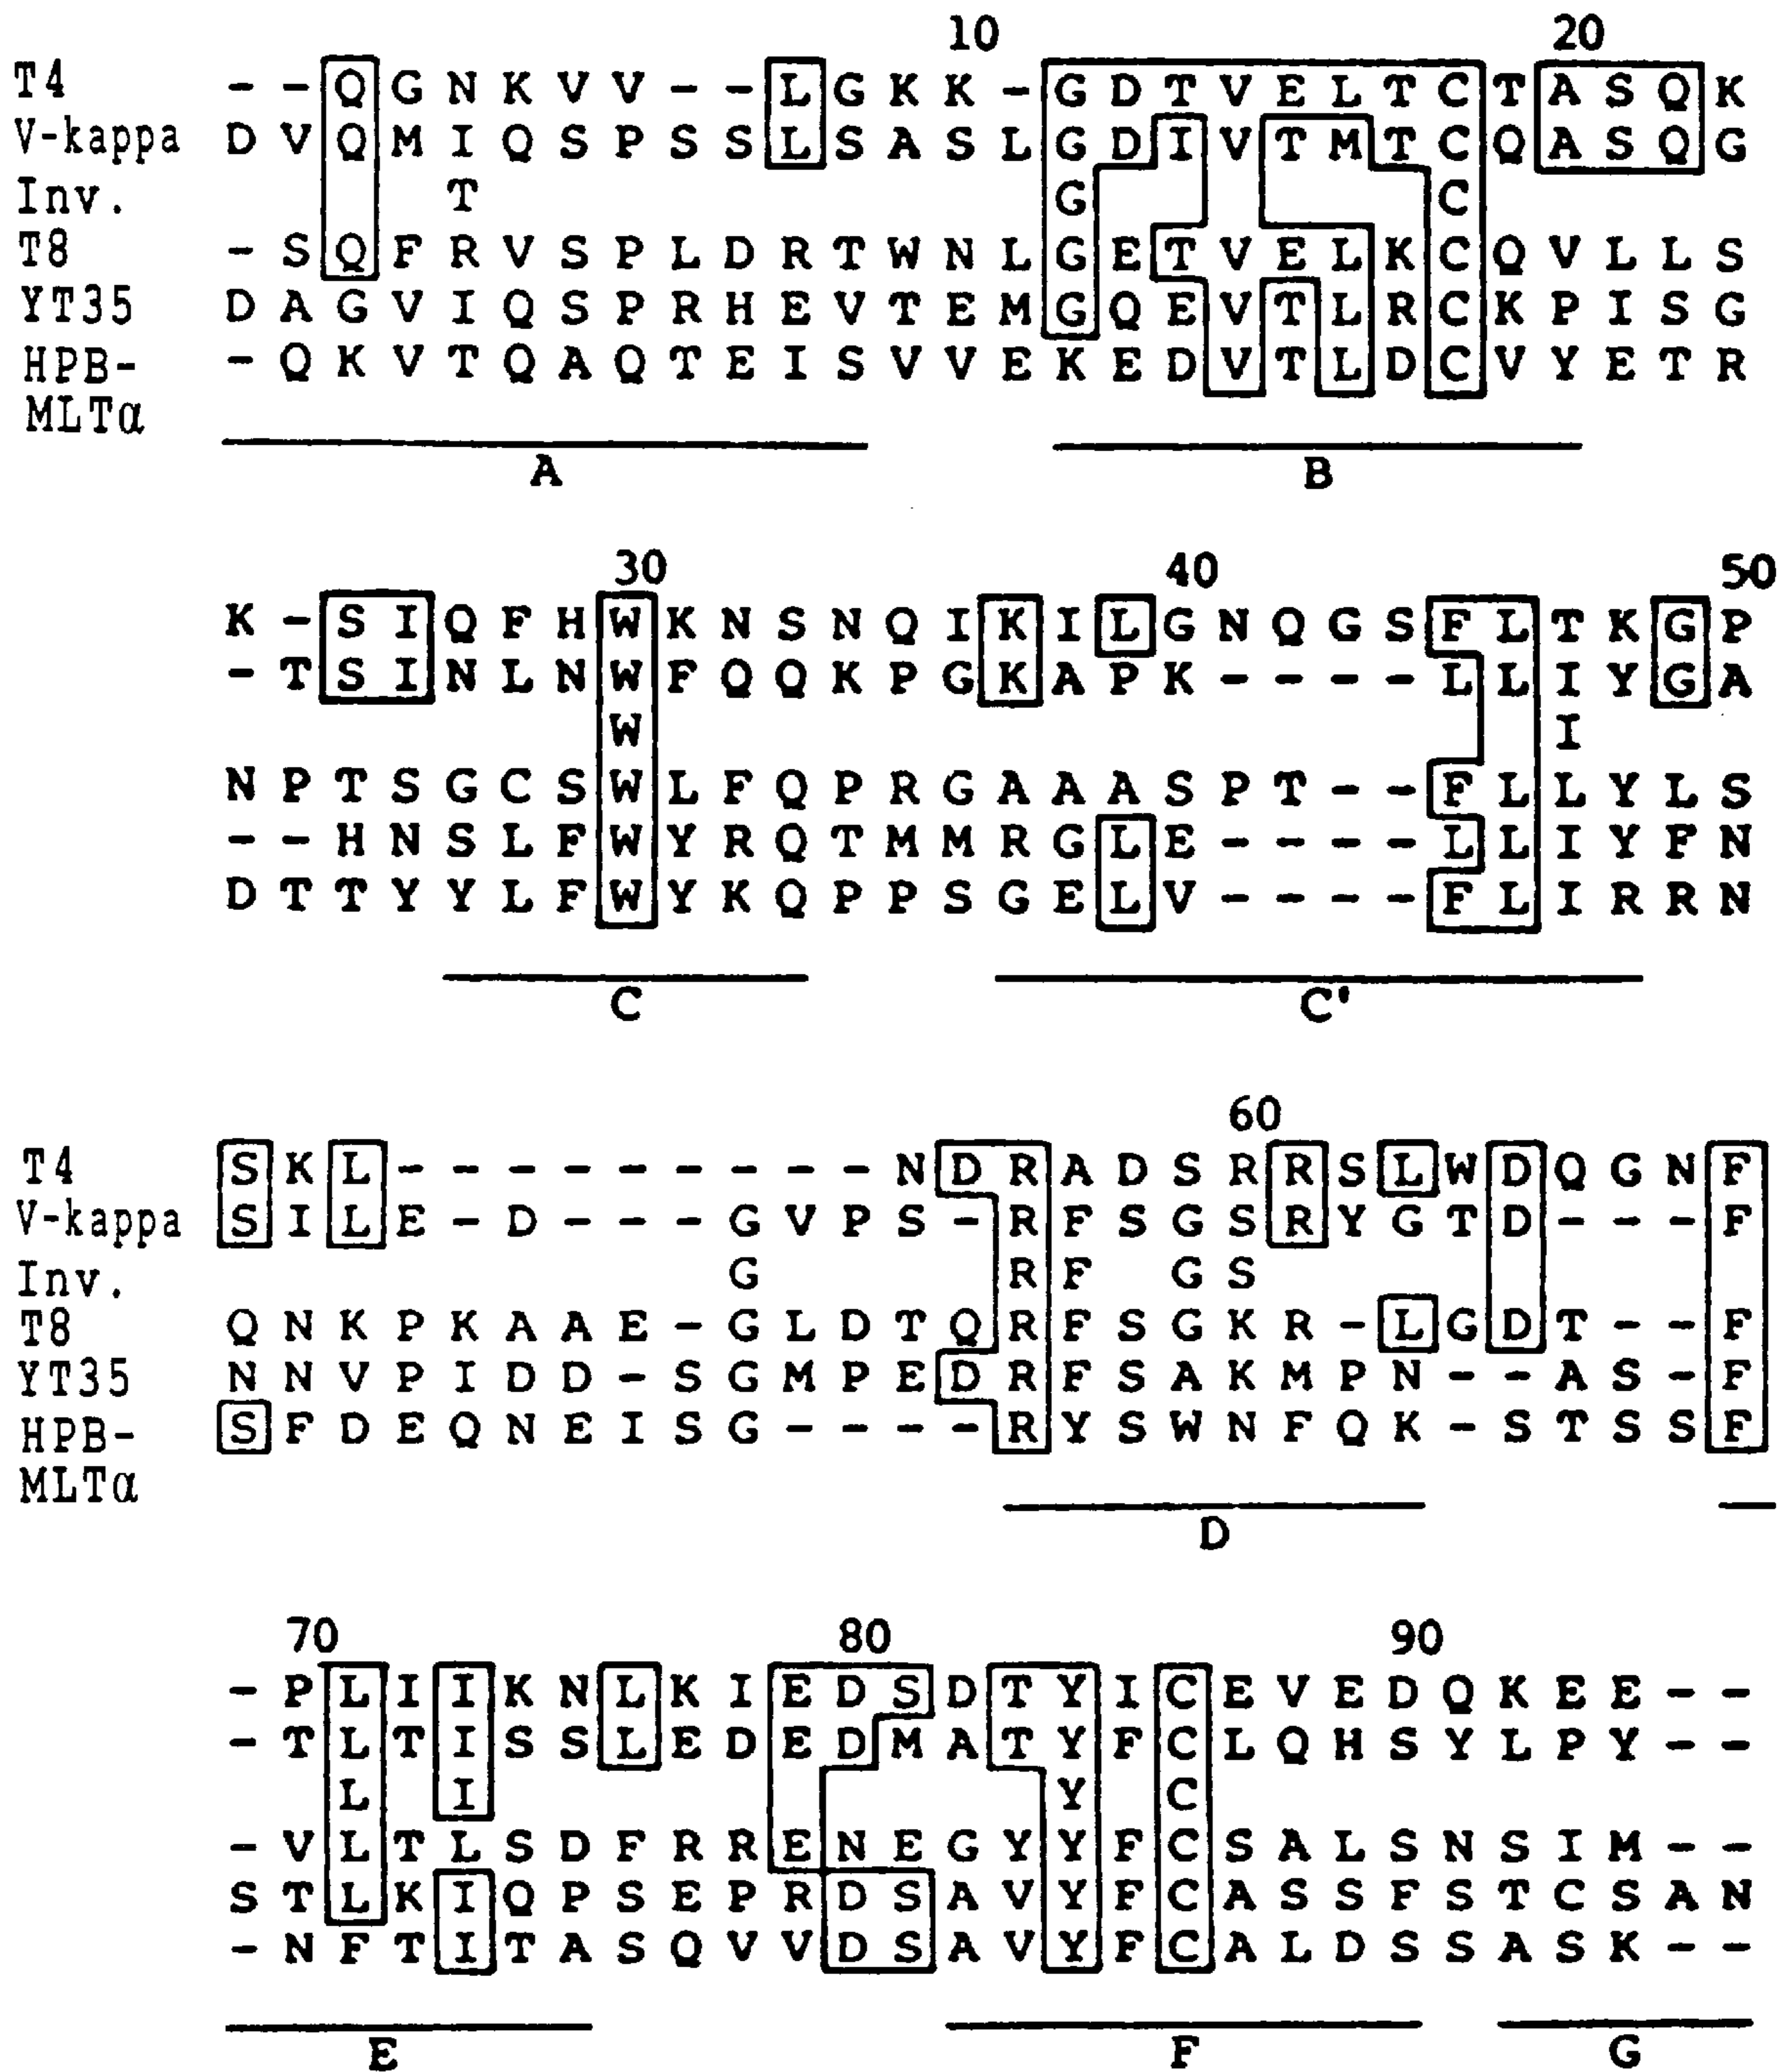 10 20
T4 - - Q G N K V V - - L G K K - G D T V E L T C T A S Q K
V-kappa D V Q M I Q S P S S L S A S L G D I V T M T C Q A S Q G
Inv. T G C
T8 - S Q F R V S P L D R T W N L G E T V E L K C Q V L L S
YT35 D A G V I Q S P R H E V T E M G Q E V T L R C K P I S G
HPB- - Q K V T Q A Q T E I S V V E K E D V T L D C V Y E T R
MLTα
A B
30 40 50
K - S I Q F H W K N S N Q I K I L G N Q G S F L T K G P
- T S I N L N W F Q Q K P G K A P K - - - - L L I Y G A
W I
N P T S G C S W L F Q P R G A A A S P T - - F L L Y L S
- - H N S L F W Y R Q T M M R G L E - - - - L L I Y F N
D T T Y Y L F W Y K Q P P S G E L V - - - - F L I R R N
C C'
60
T4 S K L - - - - - - - - - N D R A D S R R S L W D Q G N F
V-kappa S I L E - D - - - G V P S - R F S G S R Y G T D - - - F
Inv. G R F G S
T8 Q N K P K A A E - G L D T Q R F S G K R - L G D T - - F
YT35 N N V P I D D - S G M P E D R F S A K M P N - - A S - F
HPB- S F D E Q N E I S G - - - - R Y S W N F Q K - S T S S F
MLTα
D
70 80 90
- P L I I K N L K I E D S D T Y I C E V E D Q K E E - -
- T L T I S S L E D E D M A T Y F C L Q H S Y L P Y - -
L I Y C
- V L T L S D F R R E N E G Y Y F C S A L S N S I M - -
S T L K I Q P S E P R D S A V Y F C A S S F S T C S A N
- N F T I T A S Q V V D S A V Y F C A L D S S A S K - -
E F G